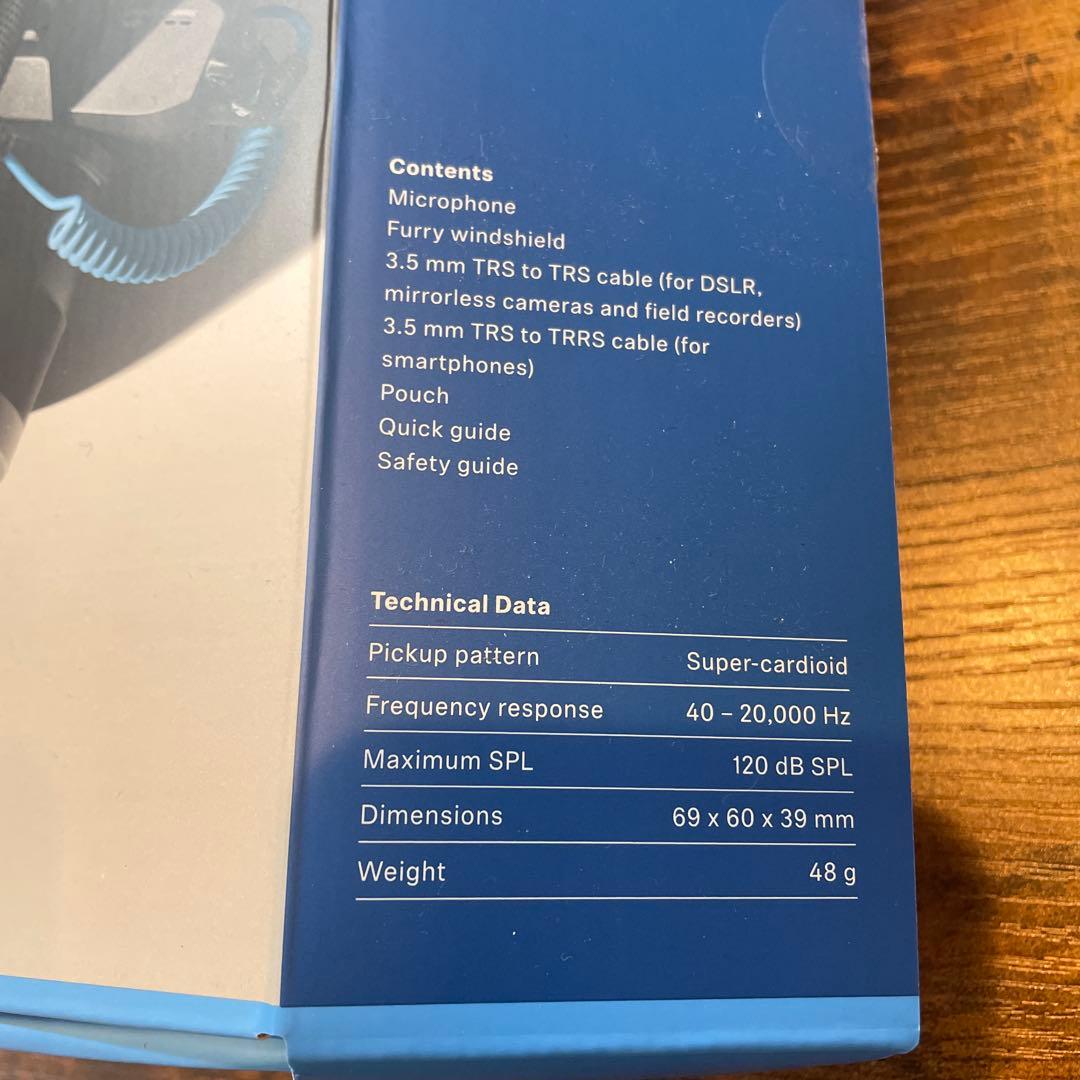 Contents
Microphone
Furry windshield
3.5 mm TRS to TRS cable (for DSLR,
mirrorless cameras and field recorders)
3.5 mm TRS to TRRS cable (for
smartphones)
Pouch
Quick guide
Safety guide
Technical Data
Pickup pattern Super-cardioid
Frequency response 40 – 20,000 Hz
Maximum SPL 120 dB SPL
Dimensions 69 x 60 x 39 mm
Weight 48 g